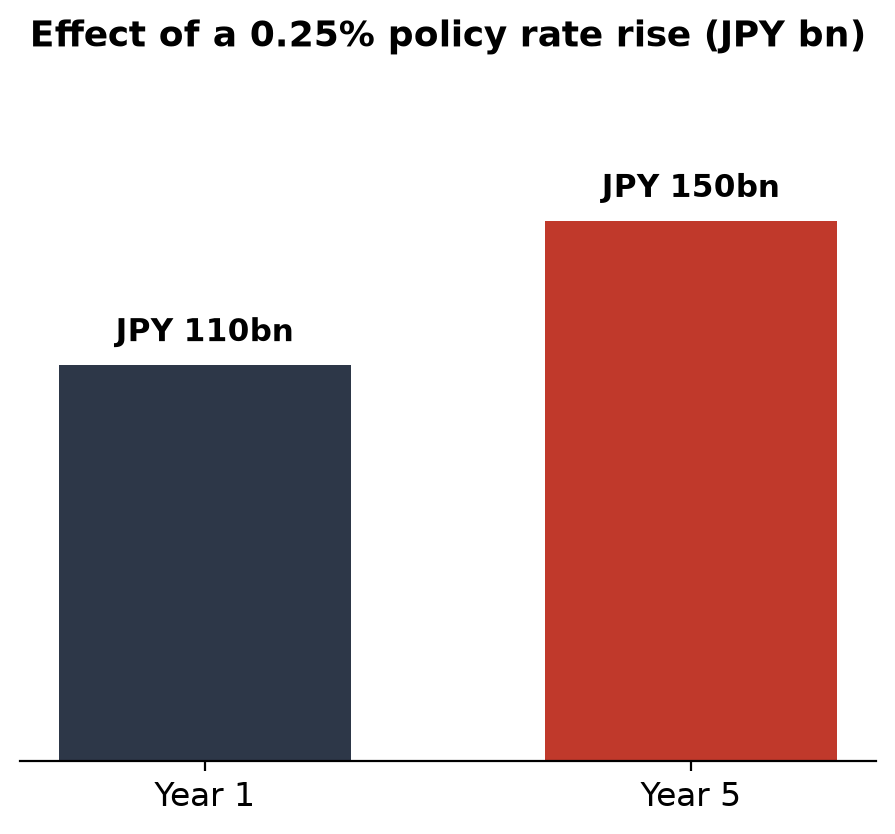 Effect of a 0.25% policy rate rise (JPY bn)
JPY 150bn
JPY 110bn
Year 1
Year 5